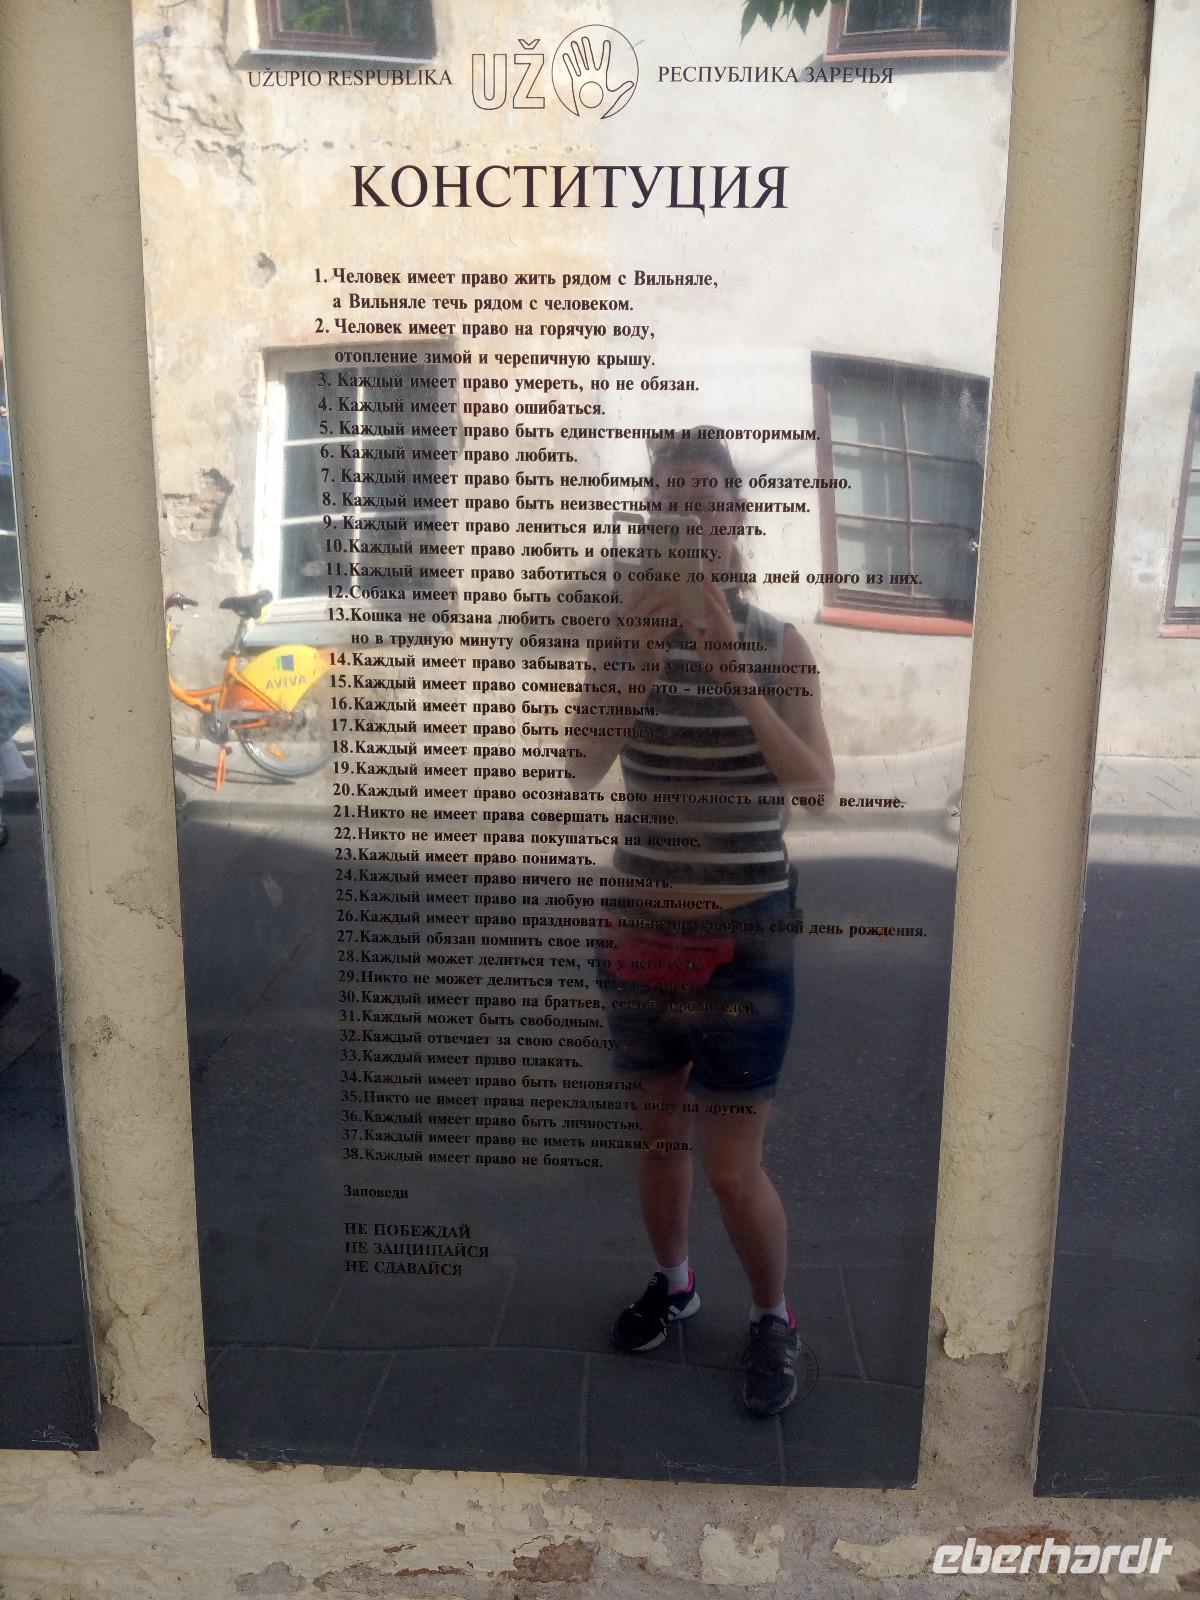 UŽUPIO RESPUBLIKA UŽ РЕСПУБЛИКА ЗАРЕЧЬЯ
КОНСТИТУЦИЯ
1. Человек имеет право жить рядом с Вильняле,
а Вильняле течь рядом с человеком.
2. Человек имеет право на горячую воду,
отопление зимой и черепичную крышу.
3. Каждый имеет право умереть, но не обязан.
4. Каждый имеет право ошибаться.
5. Каждый имеет право быть единственным и неповторимым.
6. Каждый имеет право любить.
7. Каждый имеет право быть нелюбимым, но это не обязательно.
8. Каждый имеет право быть неизвестным и не знаменитым.
9. Каждый имеет право лениться или ничего не делать.
10.Каждый имеет право любить и опекать кошку.
11.Каждый имеет право заботиться о собаке до конца дней одного из них.
12.Собака имеет право быть собакой.
13.Кошка не обязана любить своего хозяина,
но в трудную минуту обязана прийти ему на помощь.
14.Каждый имеет право забывать, есть ли у него обязанности.
15.Каждый имеет право сомневаться, но это - необязанность.
16.Каждый имеет право быть счастливым.
17.Каждый имеет право быть несчастным.
18.Каждый имеет право молчать.
19.Каждый имеет право верить.
20.Каждый имеет право осознавать свою ничтожность или своё величие.
21.Никто не имеет права совершать насилие.
22.Никто не имеет права покушаться на вечное.
23.Каждый имеет право понимать.
24.Каждый имеет право ничего не понимать.
25.Каждый имеет право на любую национальность.
26.Каждый имеет право праздновать или не праздновать свой день рождения.
27.Каждый обязан помнить свое имя.
28.Каждый может делиться тем, что у него есть.
29.Никто не может делиться тем, чего
30.Каждый имеет право на братьев, сестер и родителей.
31.Каждый может быть свободным.
32.Каждый отвечает за свою свободу.
33.Каждый имеет право плакать.
34.Каждый имеет право быть непонятым.
35.Никто не имеет права перекладывать вину на других.
36.Каждый имеет право быть личностью.
37.Каждый имеет право не иметь никаких прав.
38.Каждый имеет право не бояться.
Заповеди
НЕ ПОБЕЖДАЙ
НЕ ЗАЩИЩАЙСЯ
НЕ СДАВАЙСЯ
AVIVA
eberhardt